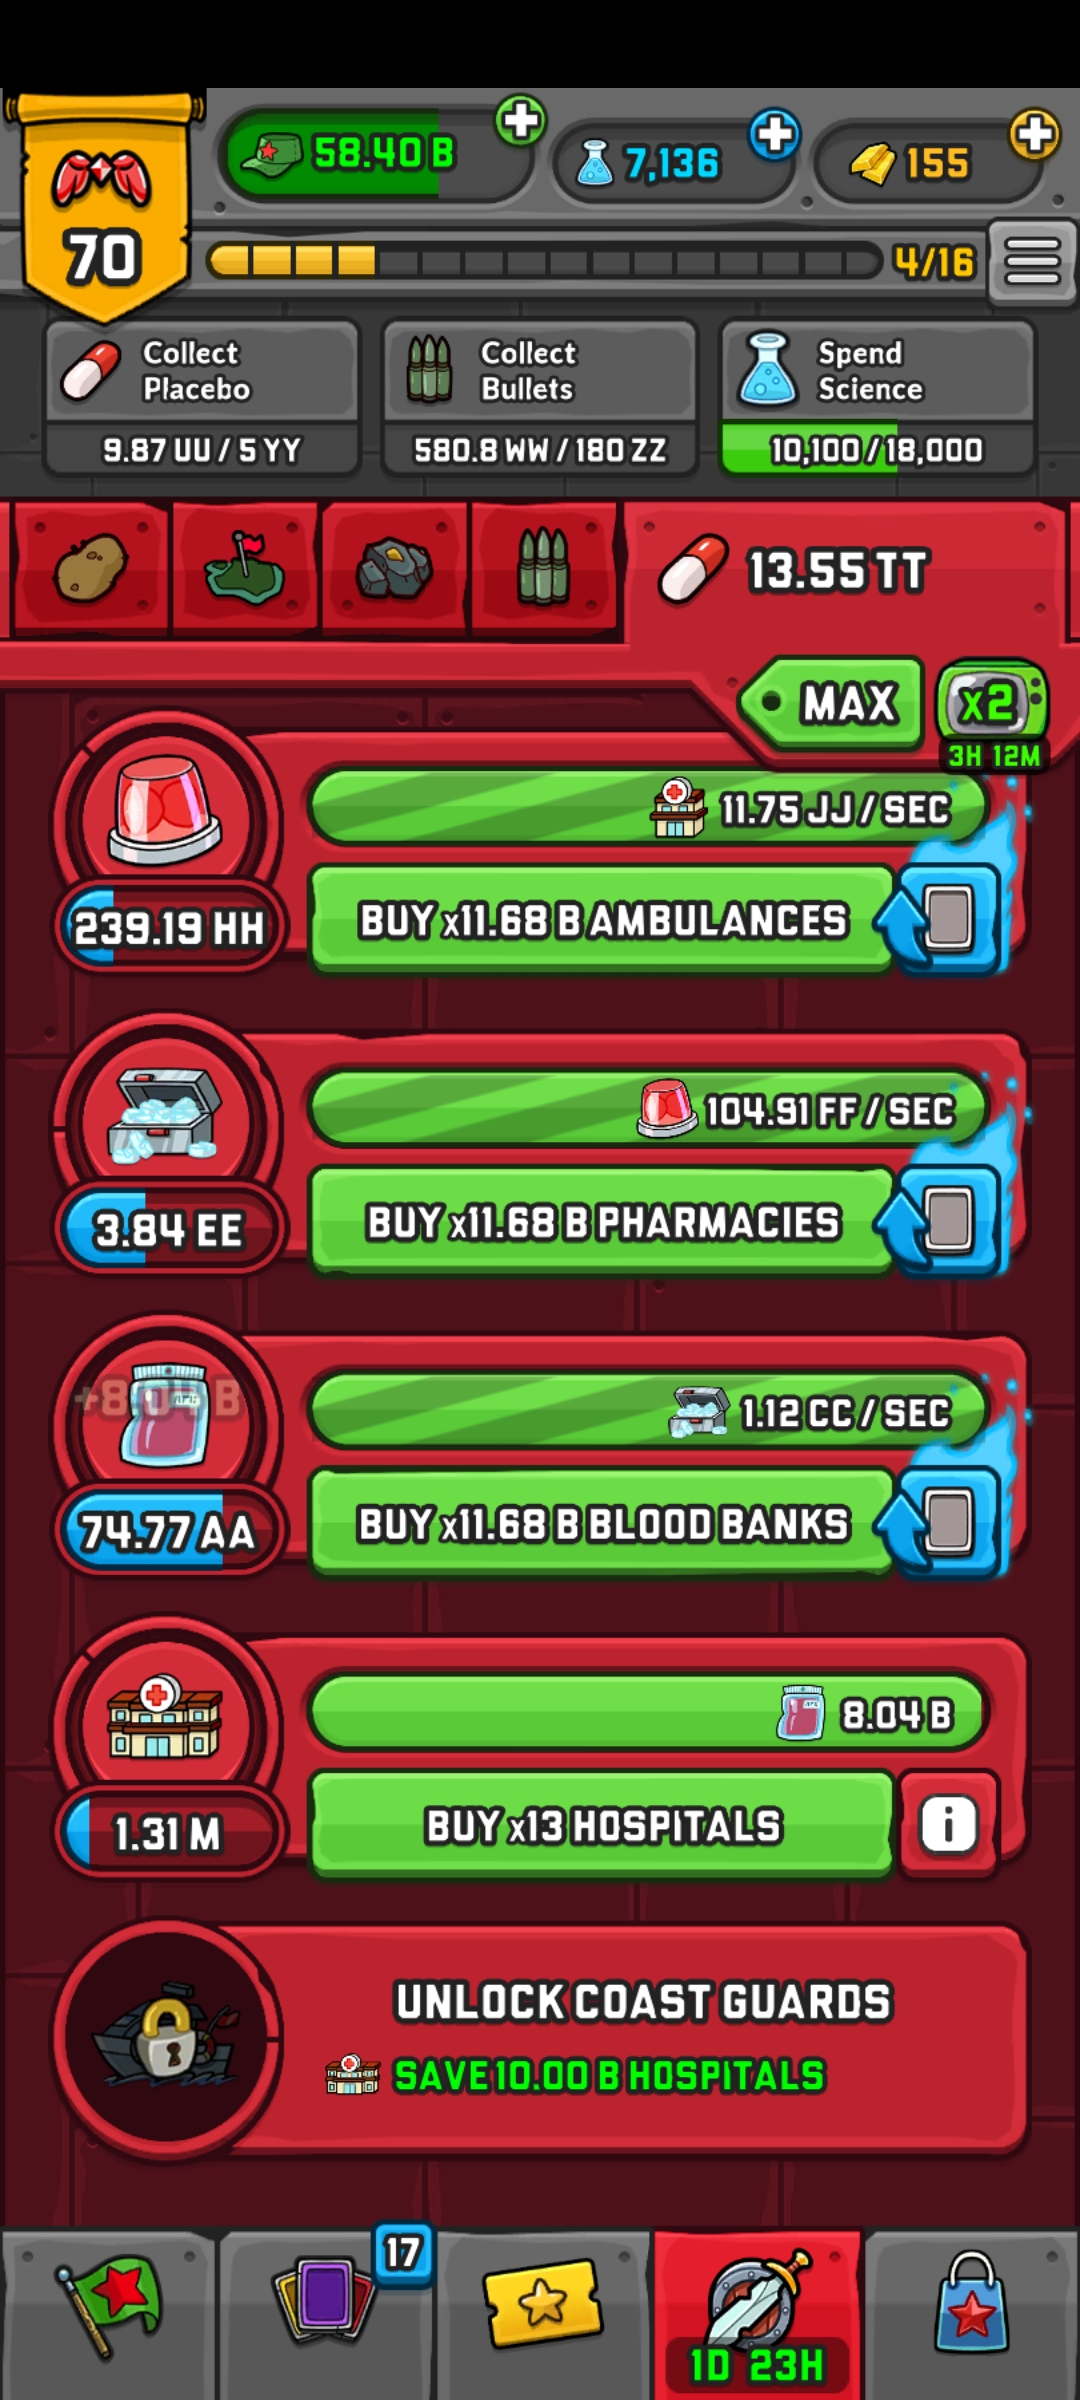 58.40 B
7,136
155
70
4/16
Collect
Placebo
9.87 UU / 5 YY
Collect
Bullets
580.8 WW / 180 ZZ
Spend
Science
10,100 / 18,000
13.55 TT
MAX
x2
3H 12M
11.75 JJ / SEC
239.19 HH
BUY x11.68 B AMBULANCES
104.91 FF / SEC
3.84 EE
BUY x11.68 B PHARMACIES
+8.04 B
1.12 CC / SEC
74.77 AA
BUY x11.68 B BLOOD BANKS
8.04 B
1.31 M
BUY x13 HOSPITALS
i
UNLOCK COAST GUARDS
SAVE 10.00 B HOSPITALS
17
1D 23H